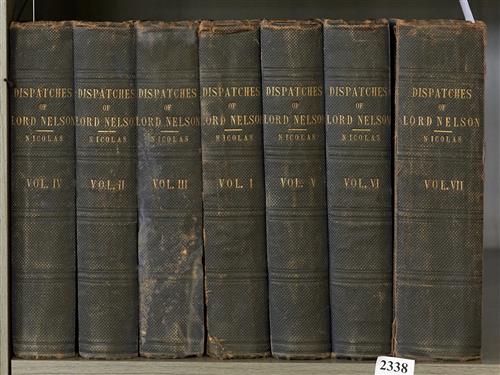 DISPATCHES
OF
LORD NELSON
NICOLAS
VOL. IV
DISPATCHES
OF
LORD NELSON
NICOLAS
VOL. II
DISPATCHES
OF
LORD NELSON
NICOLAS
VOL. III
DISPATCHES
OF
LORD NELSON
NICOLAS
VOL. I
DISPATCHES
OF
LORD NELSON
NICOLAS
VOL. V
DISPATCHES
OF
LORD NELSON
NICOLAS
VOL. VI
DISPATCHES
OF
LORD NELSON
NICOLAS
VOL. VII
2338